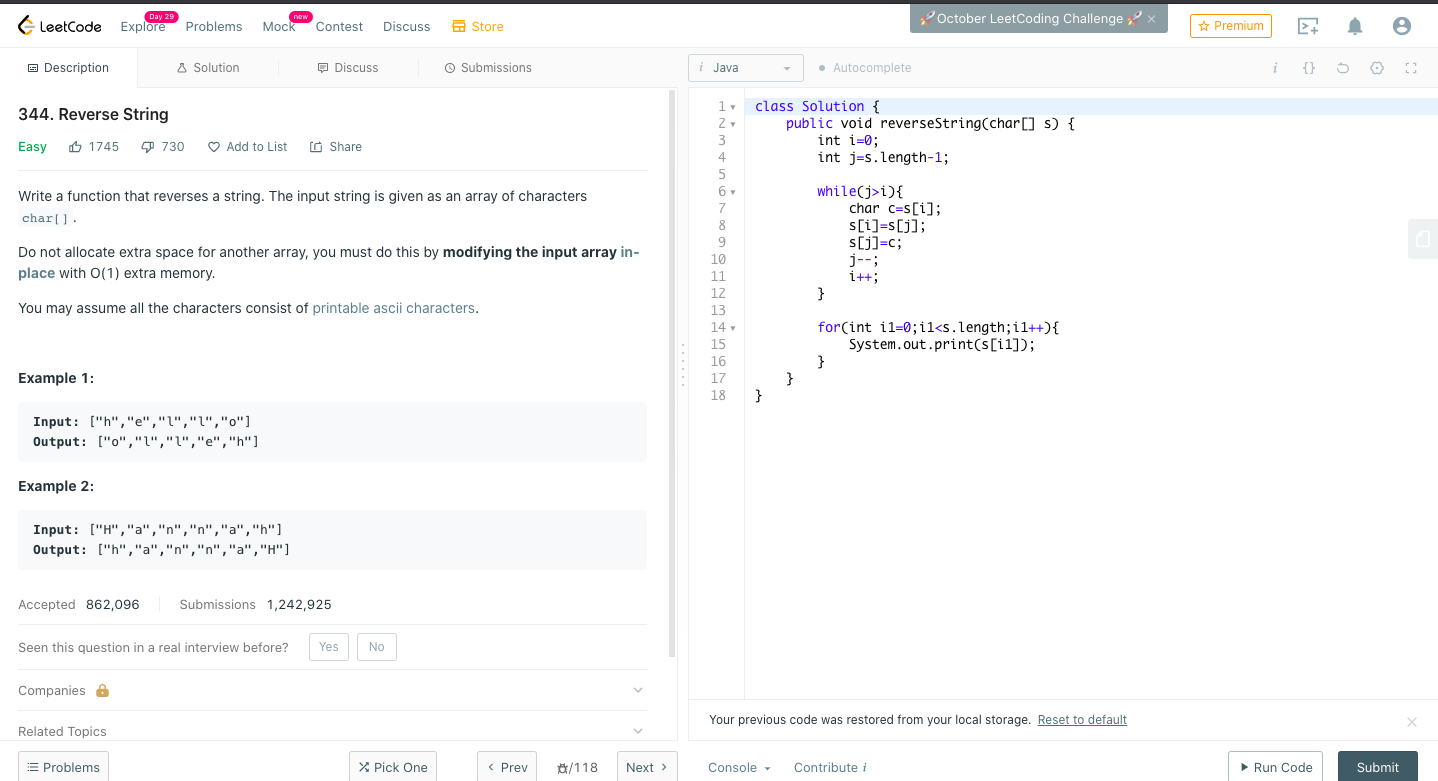 LeetCode Explore Day 29 Problems Mock new Contest Discuss Store 🚀October LeetCoding Challenge 🚀 × Premium
Description Solution Discuss Submissions
i Java Autocomplete i {}
344. Reverse String
Easy 1745 730 Add to List Share
Write a function that reverses a string. The input string is given as an array of characters
char[] .
Do not allocate extra space for another array, you must do this by modifying the input array in-
place with O(1) extra memory.
You may assume all the characters consist of printable ascii characters.
Example 1:
Input: ["h","e","l","l","o"]
Output: ["o","l","l","e","h"]
Example 2:
Input: ["H","a","n","n","a","h"]
Output: ["h","a","n","n","a","H"]
Accepted 862,096 Submissions 1,242,925
Seen this question in a real interview before? Yes No
Companies
Related Topics
Problems Pick One Prev /118 Next
1 class Solution {
2 public void reverseString(char[] s) {
3 int i=0;
4 int j=s.length-1;
5
6 while(j>i){
7 char c=s[i];
8 s[i]=s[j];
9 s[j]=c;
10 j--;
11 i++;
12 }
13
14 for(int i1=0;i1<s.length;i1++){
15 System.out.print(s[i1]);
16 }
17 }
18 }
Your previous code was restored from your local storage. Reset to default
Console Contribute i Run Code Submit